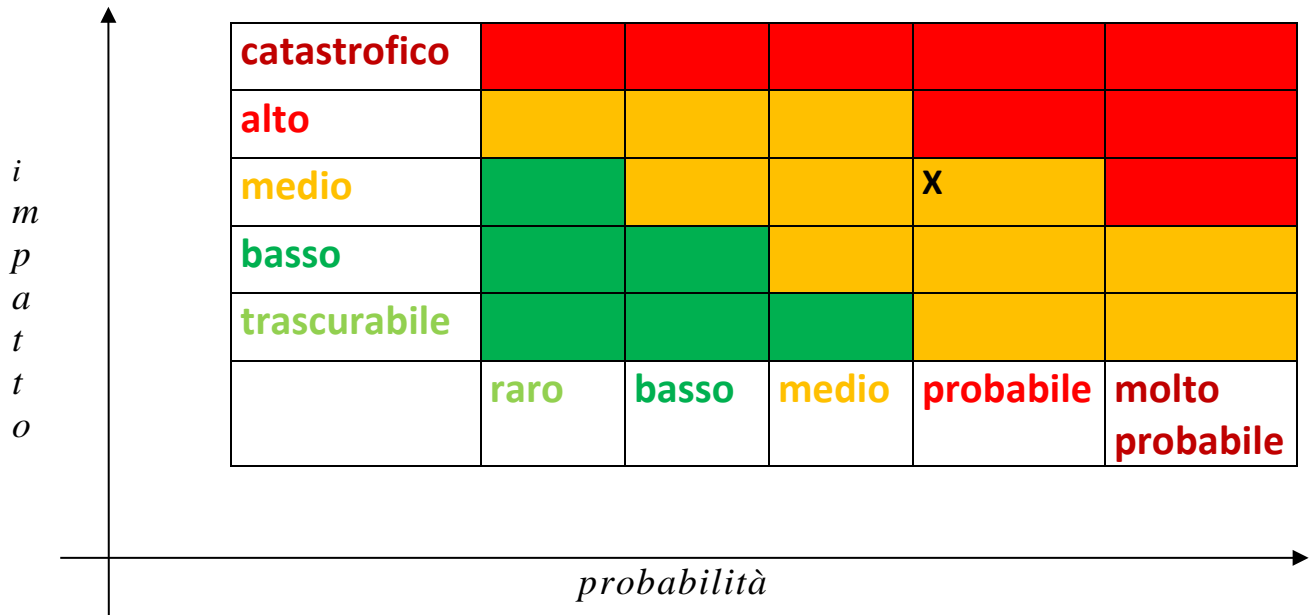 catastrofico
alto
medio X
basso
trascurabile
raro basso medio probabile molto
probabile
i
m
p
a
t
t
o
probabilità